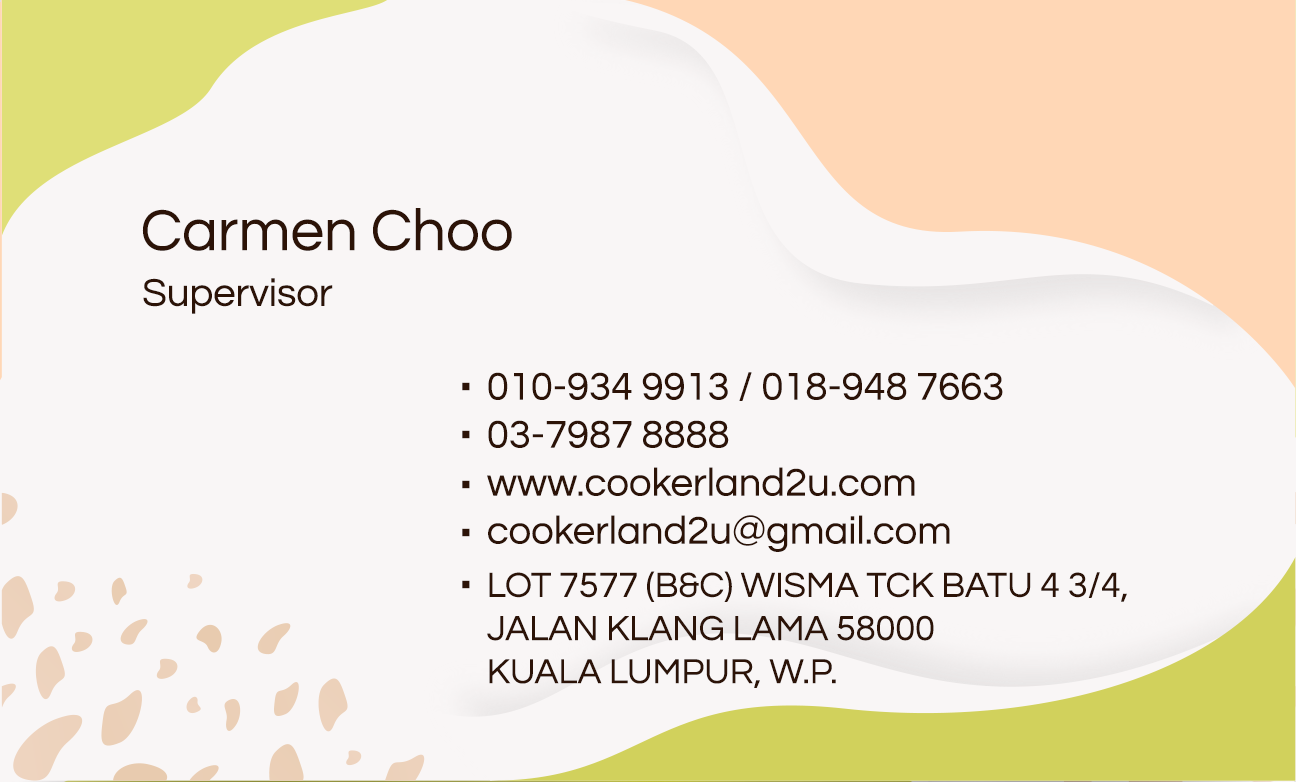 Carmen Choo
Supervisor
▪ 010-934 9913 / 018-948 7663
▪ 03-7987 8888
▪ www.cookerland2u.com
▪ cookerland2u@gmail.com
▪ LOT 7577 (B&C) WISMA TCK BATU 4 3/4,
JALAN KLANG LAMA 58000
KUALA LUMPUR, W.P.